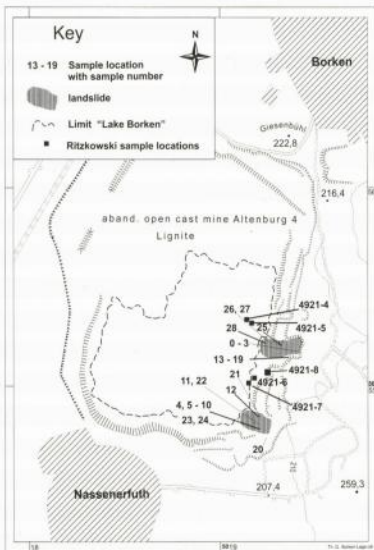 Key
13 - 19 Sample location
with sample number
landslide
Limit "Lake Borken"
Ritzkowski sample locations
N
Borken
Giesenbühl
222,8
216,4
aband. open cast mine Altenburg 4
Lignite
26, 27
4921-4
28
25
4921-5
0 - 3
13 - 19
4921-8
21
11, 22
4921-6
12
4921-7
4, 5 - 10
23, 24
20
Nassenerfuth
207,4
259,3
18
19